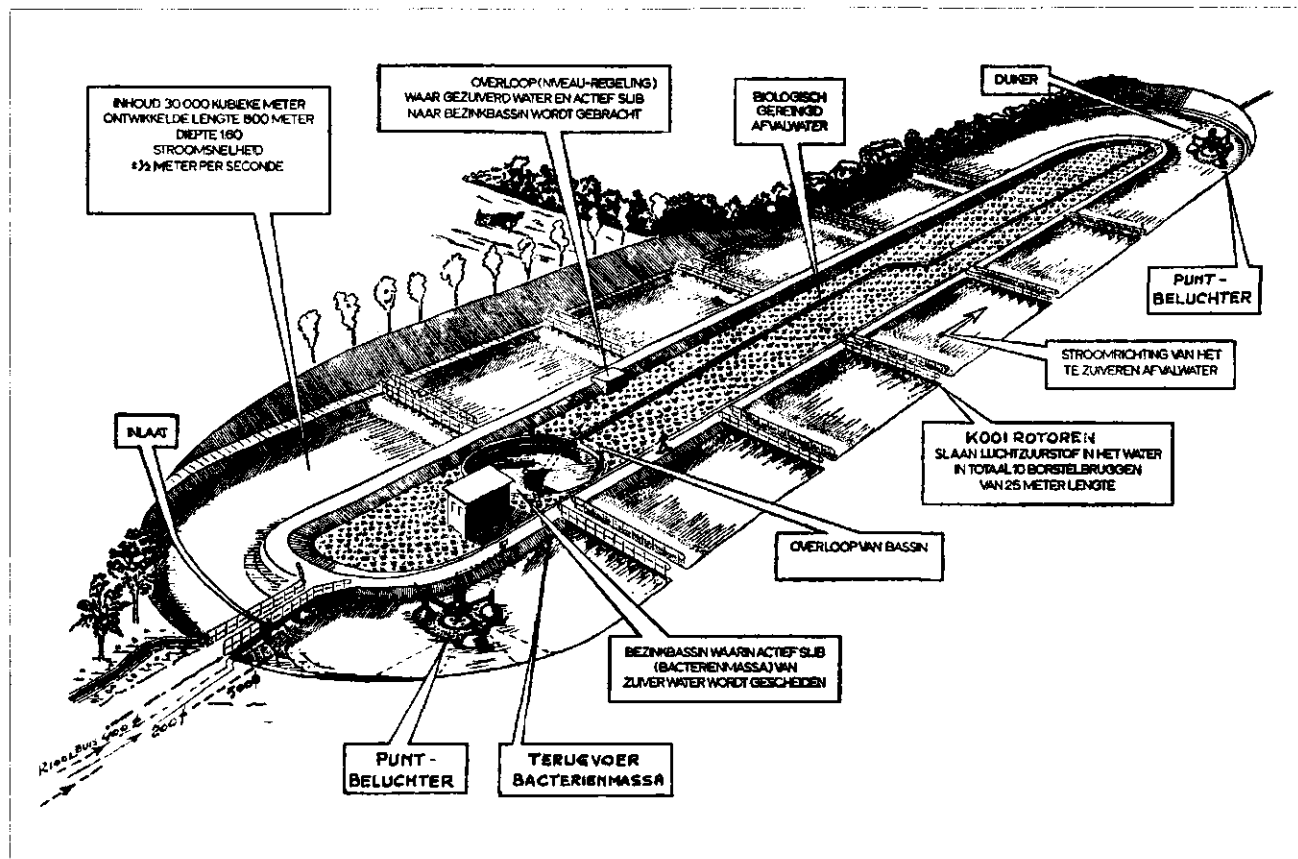 INHOUD 30 000 KUBIEKE METER
ONTWIKKELDE LENGTE 800 METER
DIEPTE 1.60
STROOMSNELHEID
±½ METER PER SECONDE
OVERLOOP (NIVEAU-REGELING)
WAAR GEZUIVERD WATER EN ACTIEF SLIB
NAAR BEZINKBASSIN WORDT GEBRACHT
BIOLOGISCH
GEREINIGD
AFVALWATER
DUIKER
PUNT-
BELUCHTER
STROOMRICHTING VAN HET
TE ZUIVEREN AFVALWATER
INLAAT
KOOI ROTOREN
SLAAN LUCHTZUURSTOF IN HET WATER
IN TOTAAL 10 BORSTELBRUGGEN
VAN 25 METER LENGTE
OVERLOOP VAN BASSIN
BEZINKBASSIN WAARIN ACTIEF SLIB
(BACTERIENMASSA) VAN
ZUIVER WATER WORDT GESCHEIDEN
RIOOLBUIS
PUNT-
BELUCHTER
TERUGVOER
BACTERIENMASSA